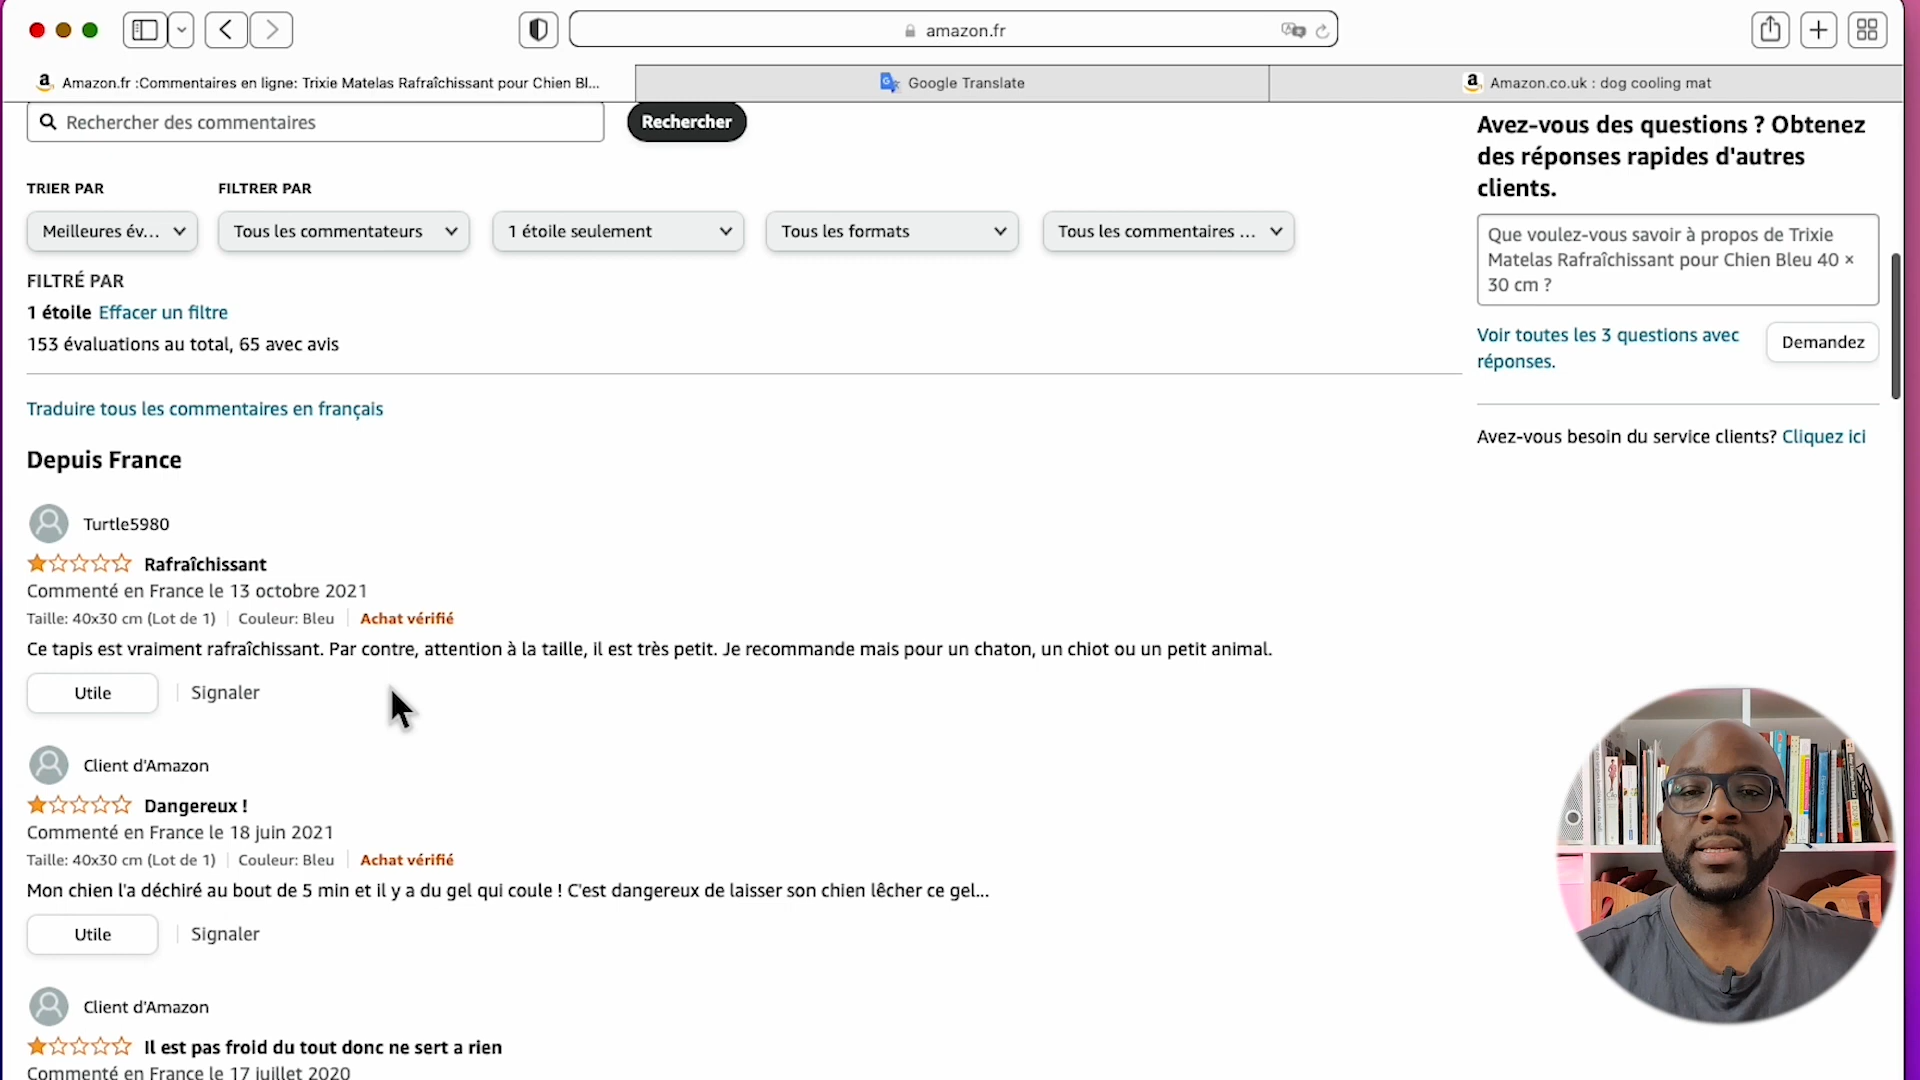 amazon.fr
Amazon.fr :Commentaires en ligne: Trixie Matelas Rafraîchissant pour Chien Bl...
Google Translate
Amazon.co.uk : dog cooling mat
Rechercher des commentaires
Rechercher
TRIER PAR
FILTRER PAR
Meilleures év...
Tous les commentateurs
1 étoile seulement
Tous les formats
Tous les commentaires ...
FILTRÉ PAR
1 étoile Effacer un filtre
153 évaluations au total, 65 avec avis
Traduire tous les commentaires en français
Depuis France
Turtle5980
Rafraîchissant
Commenté en France le 13 octobre 2021
Taille: 40x30 cm (Lot de 1) Couleur: Bleu Achat vérifié
Ce tapis est vraiment rafraîchissant. Par contre, attention à la taille, il est très petit. Je recommande mais pour un chaton, un chiot ou un petit animal.
Utile Signaler
Client d'Amazon
Dangereux !
Commenté en France le 18 juin 2021
Taille: 40x30 cm (Lot de 1) Couleur: Bleu Achat vérifié
Mon chien l'a déchiré au bout de 5 min et il y a du gel qui coule ! C'est dangereux de laisser son chien lêcher ce gel...
Utile Signaler
Client d'Amazon
Il est pas froid du tout donc ne sert a rien
Commenté en France le 17 juillet 2020
Avez-vous des questions ? Obtenez
des réponses rapides d'autres
clients.
Que voulez-vous savoir à propos de Trixie
Matelas Rafraîchissant pour Chien Bleu 40 ×
30 cm ?
Voir toutes les 3 questions avec
réponses.
Demandez
Avez-vous besoin du service clients? Cliquez ici